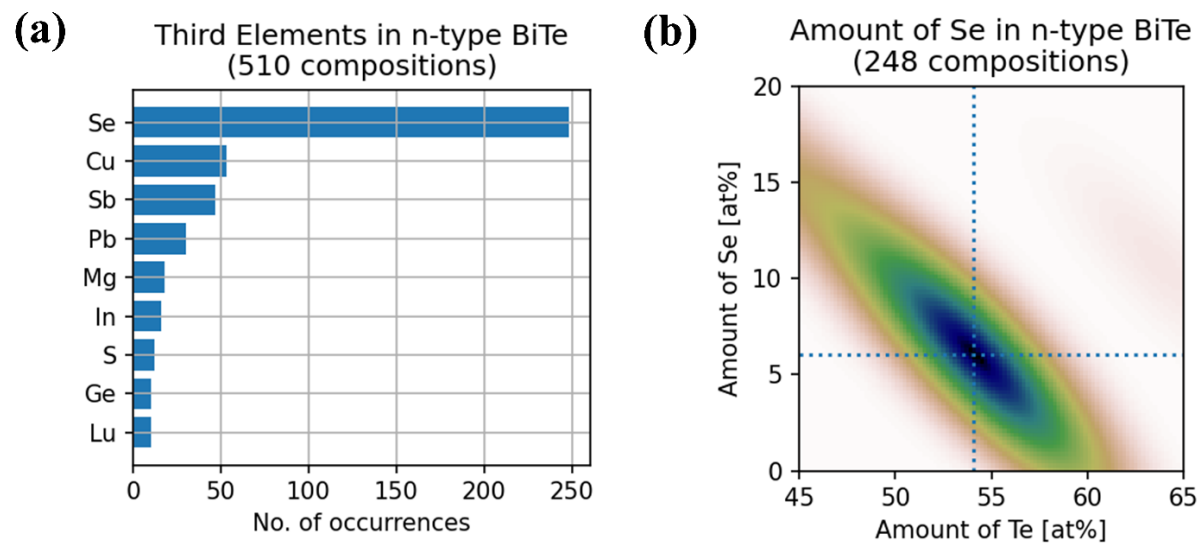 (a)
Third Elements in n-type BiTe
(510 compositions)
Se
Cu
Sb
Pb
Mg
In
S
Ge
Lu
0 50 100 150 200 250
No. of occurrences
(b)
Amount of Se in n-type BiTe
(248 compositions)
Amount of Se [at%]
20
15
10
5
0
45 50 55 60 65
Amount of Te [at%]